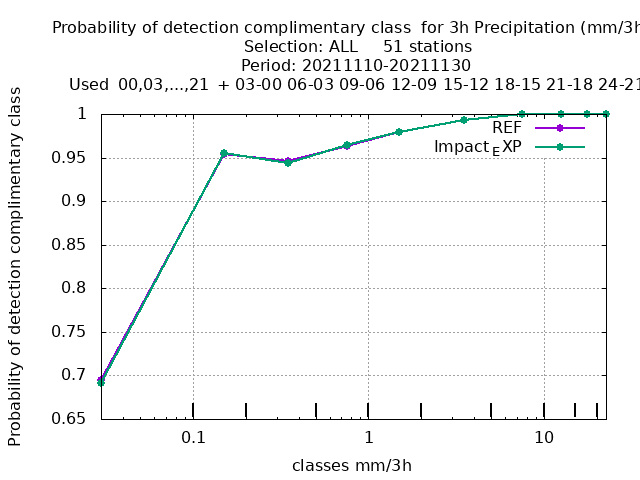 Probability of detection complimentary class  for 3h Precipitation (mm/3h
Selection: ALL     51 stations
Period: 20211110-20211130
Used  00,03,...,21  + 03-00 06-03 09-06 12-09 15-12 18-15 21-18 24-21
Probability of detection complimentary class
1
0.95
0.9
0.85
0.8
0.75
0.7
0.65
REF
Impact_EXP
0.1
1
10
classes mm/3h